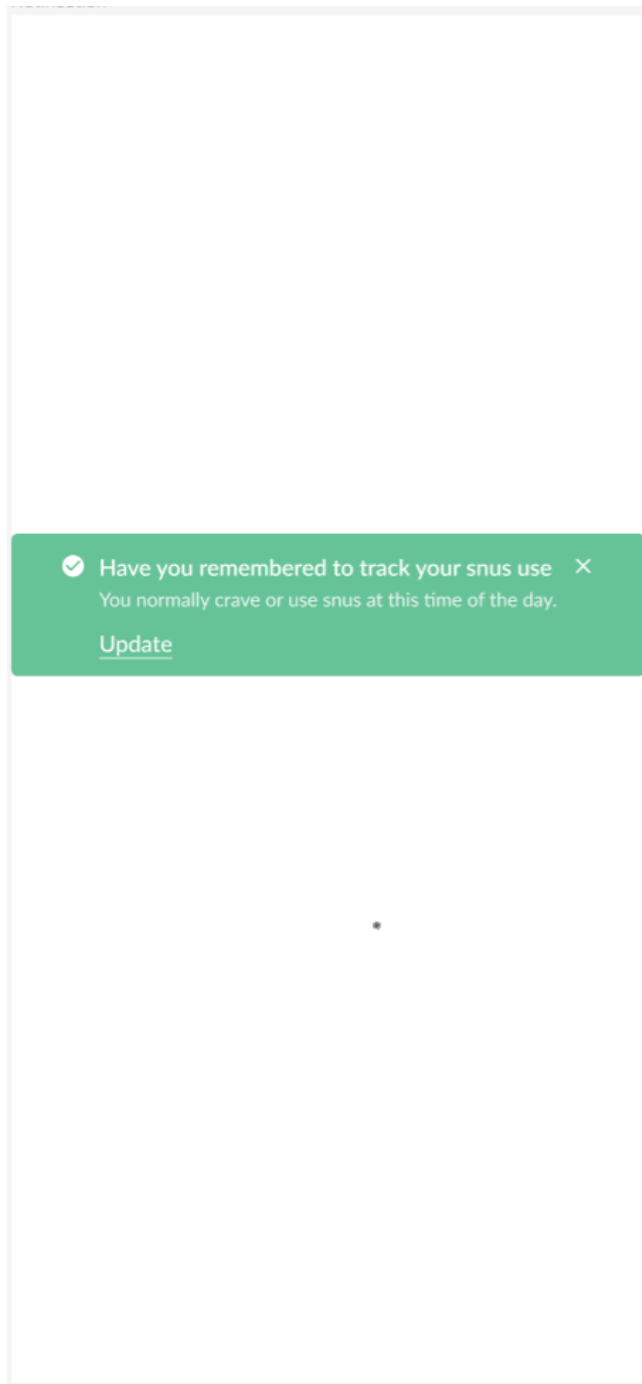 Have you remembered to track your snus use
You normally crave or use snus at this time of the day.
Update